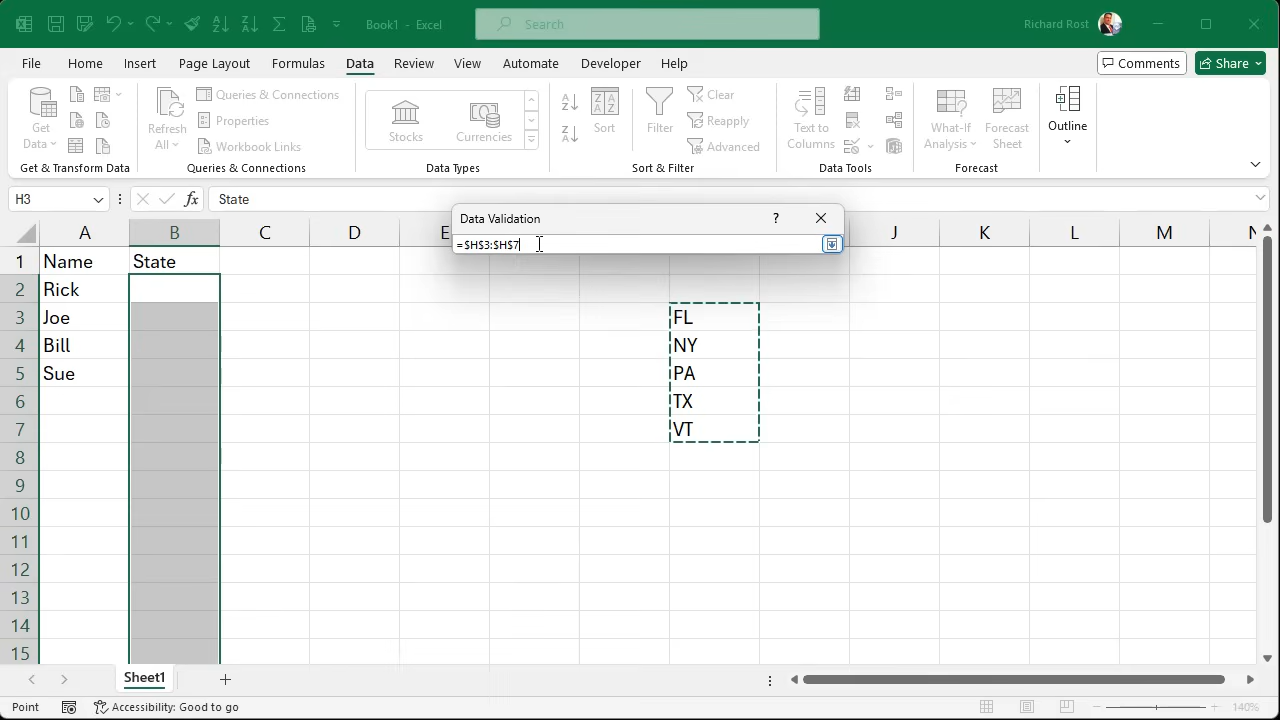 Book1 - Excel
Search
Richard Rost
File Home Insert Page Layout Formulas Data Review View Automate Developer Help
Comments Share
Get Data
Refresh All
Queries & Connections
Properties
Workbook Links
Stocks
Currencies
Sort
Filter
Clear
Reapply
Advanced
Text to Columns
What-If Analysis
Forecast Sheet
Outline
Get & Transform Data Queries & Connections Data Types Sort & Filter Data Tools Forecast
H3 fx State
Data Validation ?
=$H$3:$H$7
A B C D E J K L M N
1 Name State
2 Rick
3 Joe FL
4 Bill NY
5 Sue PA
6 TX
7 VT
8
9
10
11
12
13
14
15
Sheet1
Point Accessibility: Good to go 140%